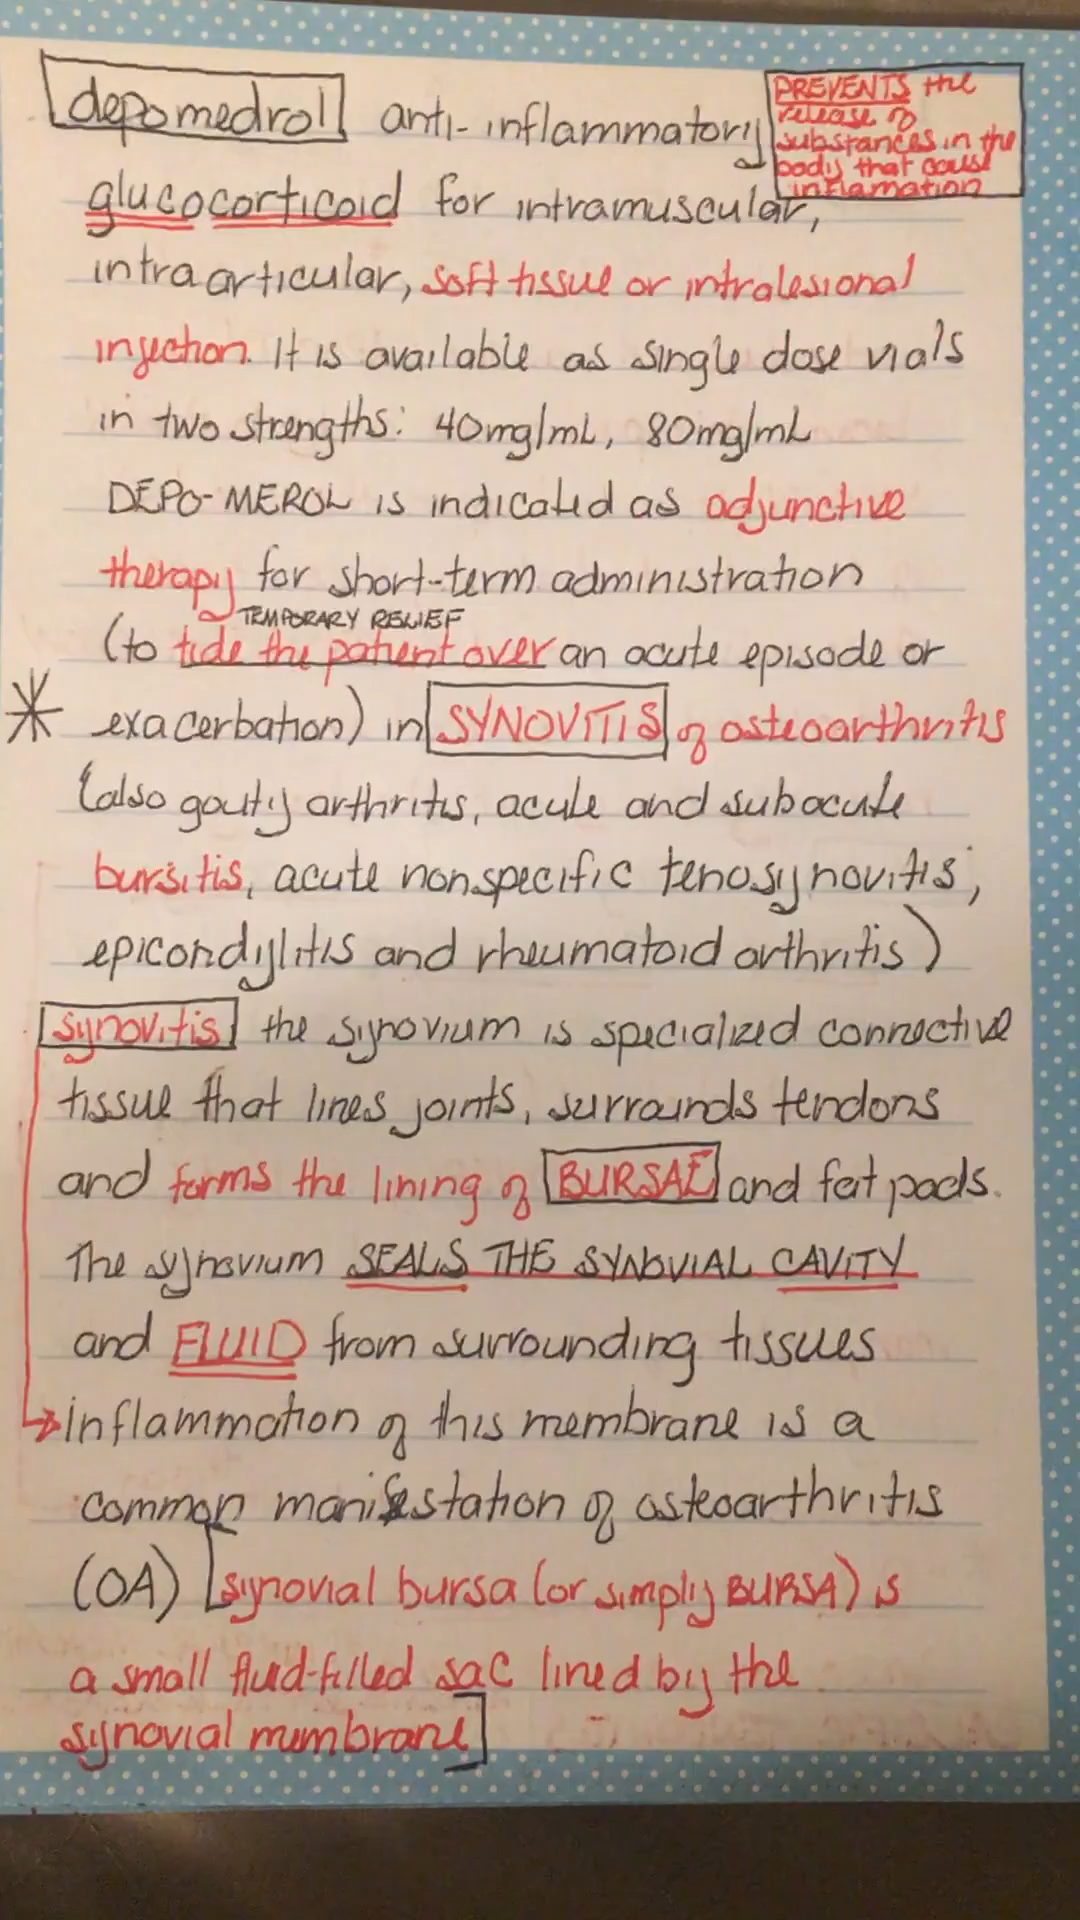 depomedrol anti-inflammatory
PREVENTS the
release of
substances in the
body that cause
inflamation
glucocorticoid for intramuscular,
intraarticular, soft tissue or intralesional
injection. It is available as single dose vials
in two strengths: 40mg/mL, 80mg/mL
DEPO-MEROL is indicated as adjunctive
therapy for short-term administration
TEMPORARY RELIEF
(to tide the patient over an acute episode or
* exacerbation) in SYNOVITIS of osteoarthritis
(also gouty arthritis, acute and subacute
bursitis, acute nonspecific tenosynovitis,
epicondylitis and rheumatoid arthritis)
synovitis the synovium is specialized connective
tissue that lines joints, surrounds tendons
and forms the lining of BURSAE and fat pads.
The synovium SEALS THE SYNOVIAL CAVITY
and FLUID from surrounding tissues
→ inflammation of this membrane is a
common manifestation of osteoarthritis
(OA) [synovial bursa (or simply BURSA) is
a small fluid-filled sac lined by the
synovial membrane]